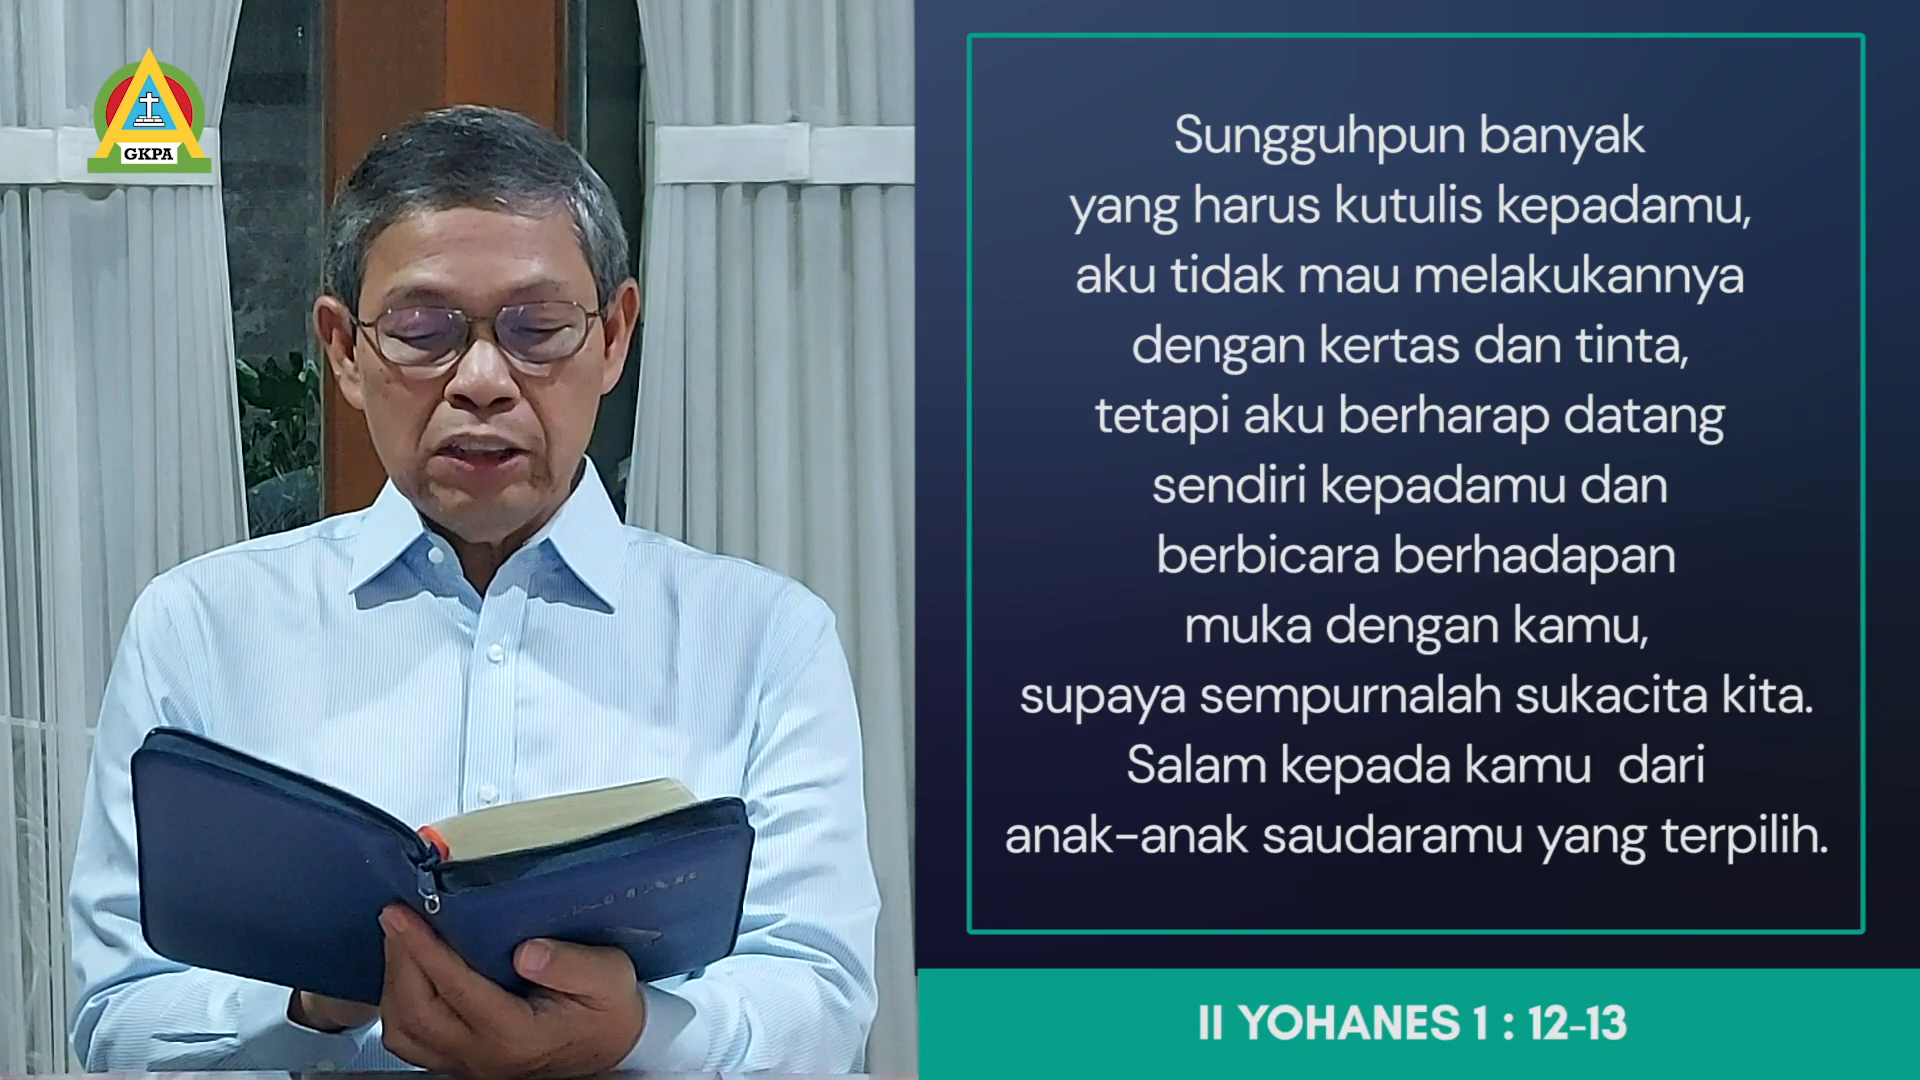 GKPA
Sungguhpun banyak
yang harus kutulis kepadamu,
aku tidak mau melakukannya
dengan kertas dan tinta,
tetapi aku berharap datang
sendiri kepadamu dan
berbicara berhadapan
muka dengan kamu,
supaya sempurnalah sukacita kita.
Salam kepada kamu  dari
anak-anak saudaramu yang terpilih.
II YOHANES 1 : 12-13